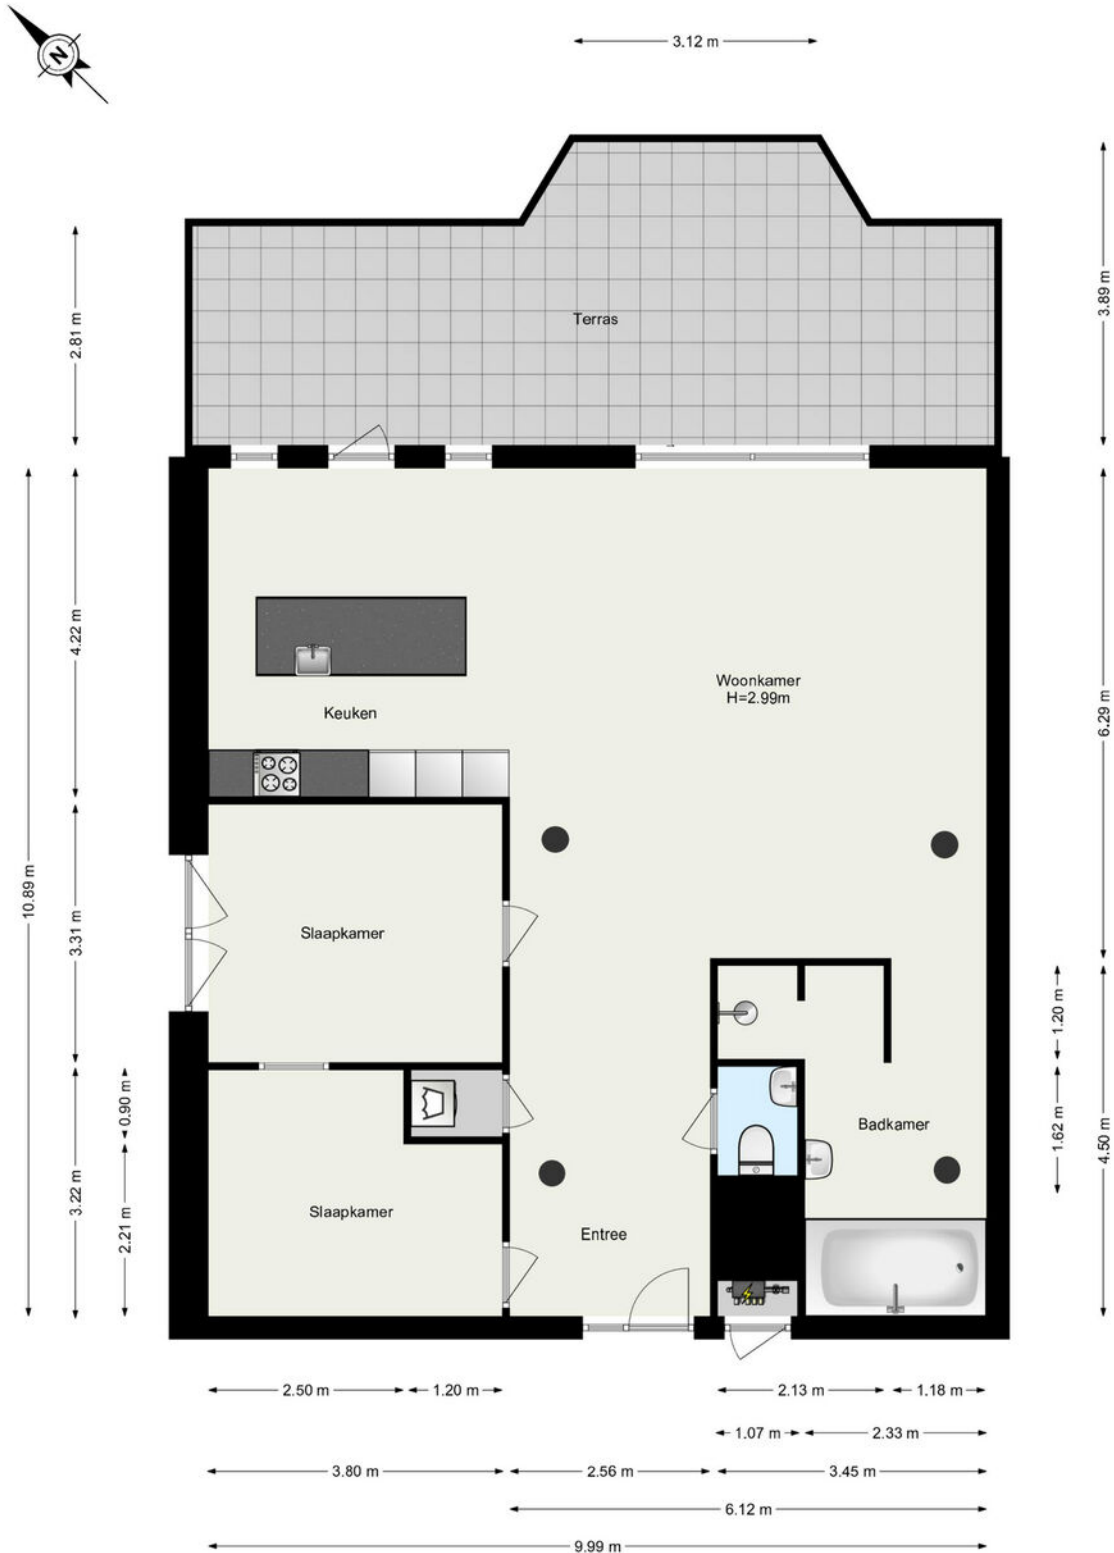 N
3.12 m
3.89 m
2.81 m
Terras
4.22 m
Woonkamer
H=2.99m
6.29 m
Keuken
10.89 m
3.31 m
Slaapkamer
1.20 m
0.90 m
1.62 m
4.50 m
Badkamer
3.22 m
2.21 m
Slaapkamer
Entree
2.50 m
1.20 m
2.13 m
1.18 m
1.07 m
2.33 m
3.80 m
2.56 m
3.45 m
6.12 m
9.99 m